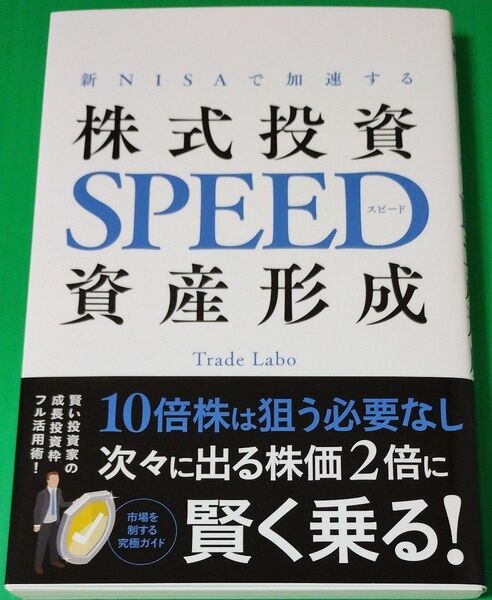 新NISAで加速する
株式投資
SPEED
スピード
資産形成
Trade Labo
10倍株は狙う必要なし
次々に出る株価2倍に
賢く乗る!
賢い投資家の
成長投資枠
フル活用術!
市場を
制する
究極ガイド